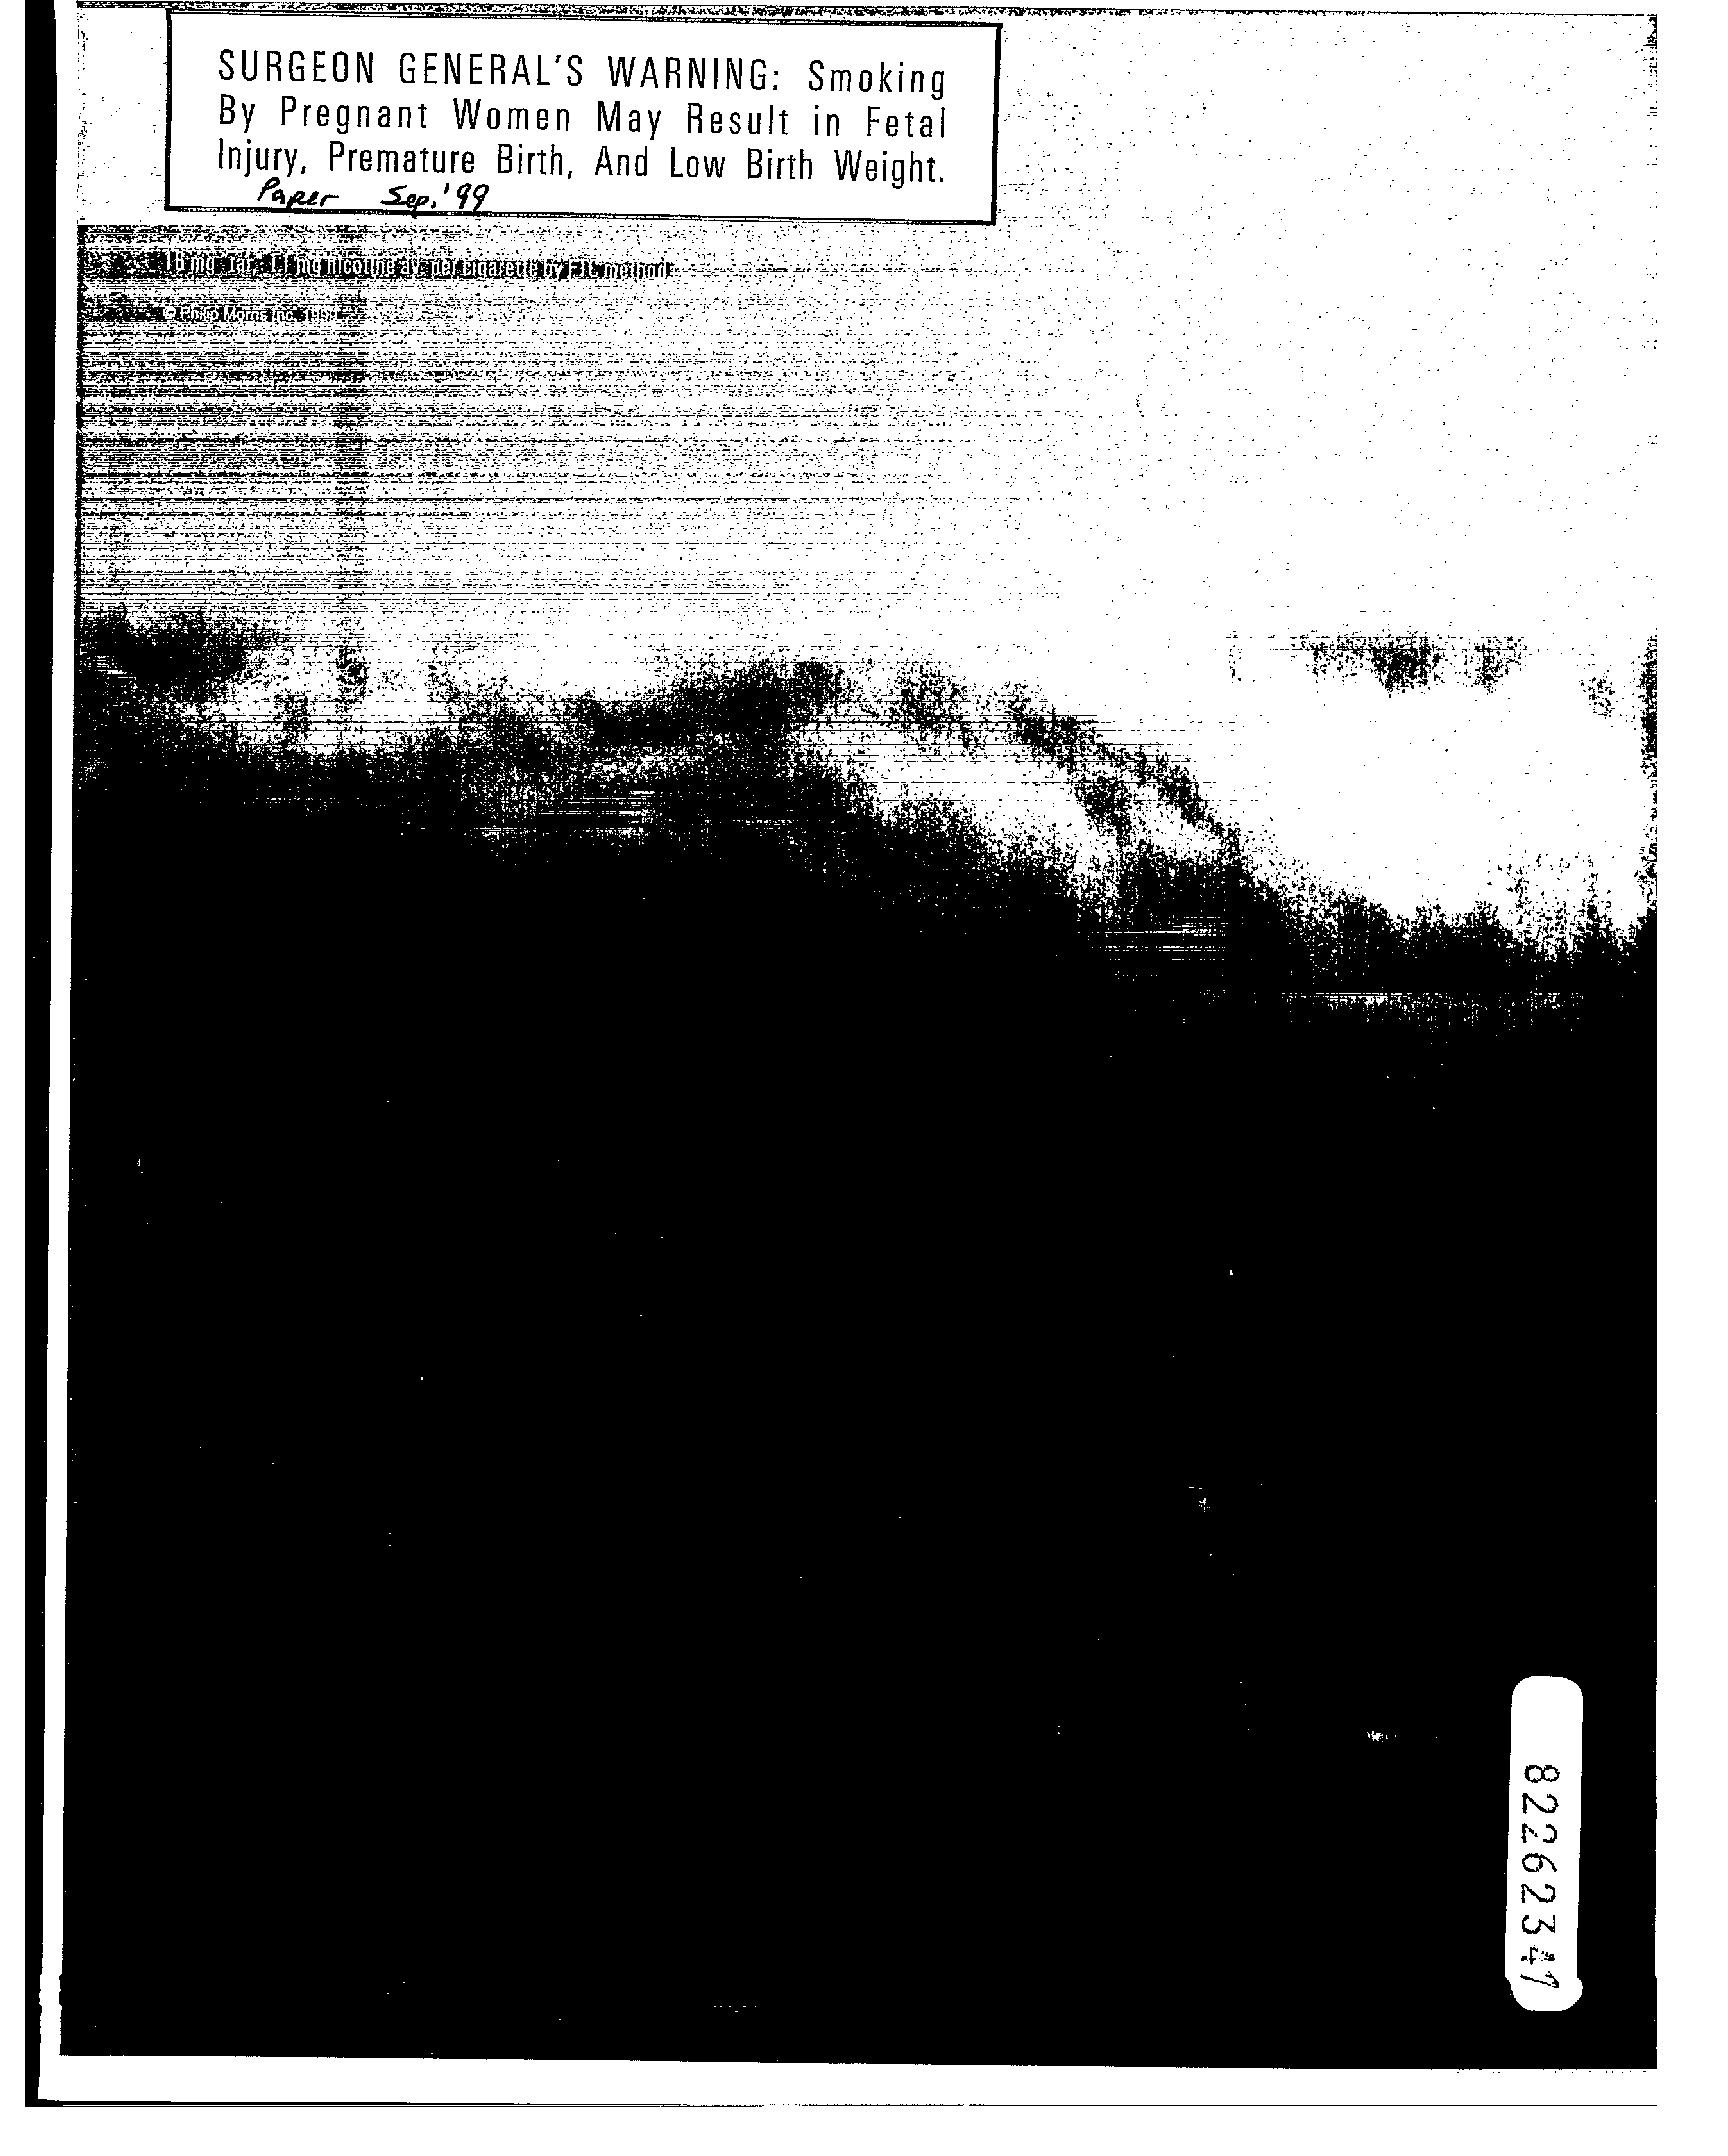 SURGEON GENERAL'S WARNING: Smoking
By Pregnant Women May Result in Fetal
Injury, Premature Birth, And Low Birth Weight.
Paper Sep. '99
16 mg "tar," 1.1 mg nicotine av. per cigarette by FTC method.
© Philip Morris Inc. 1999
82262347